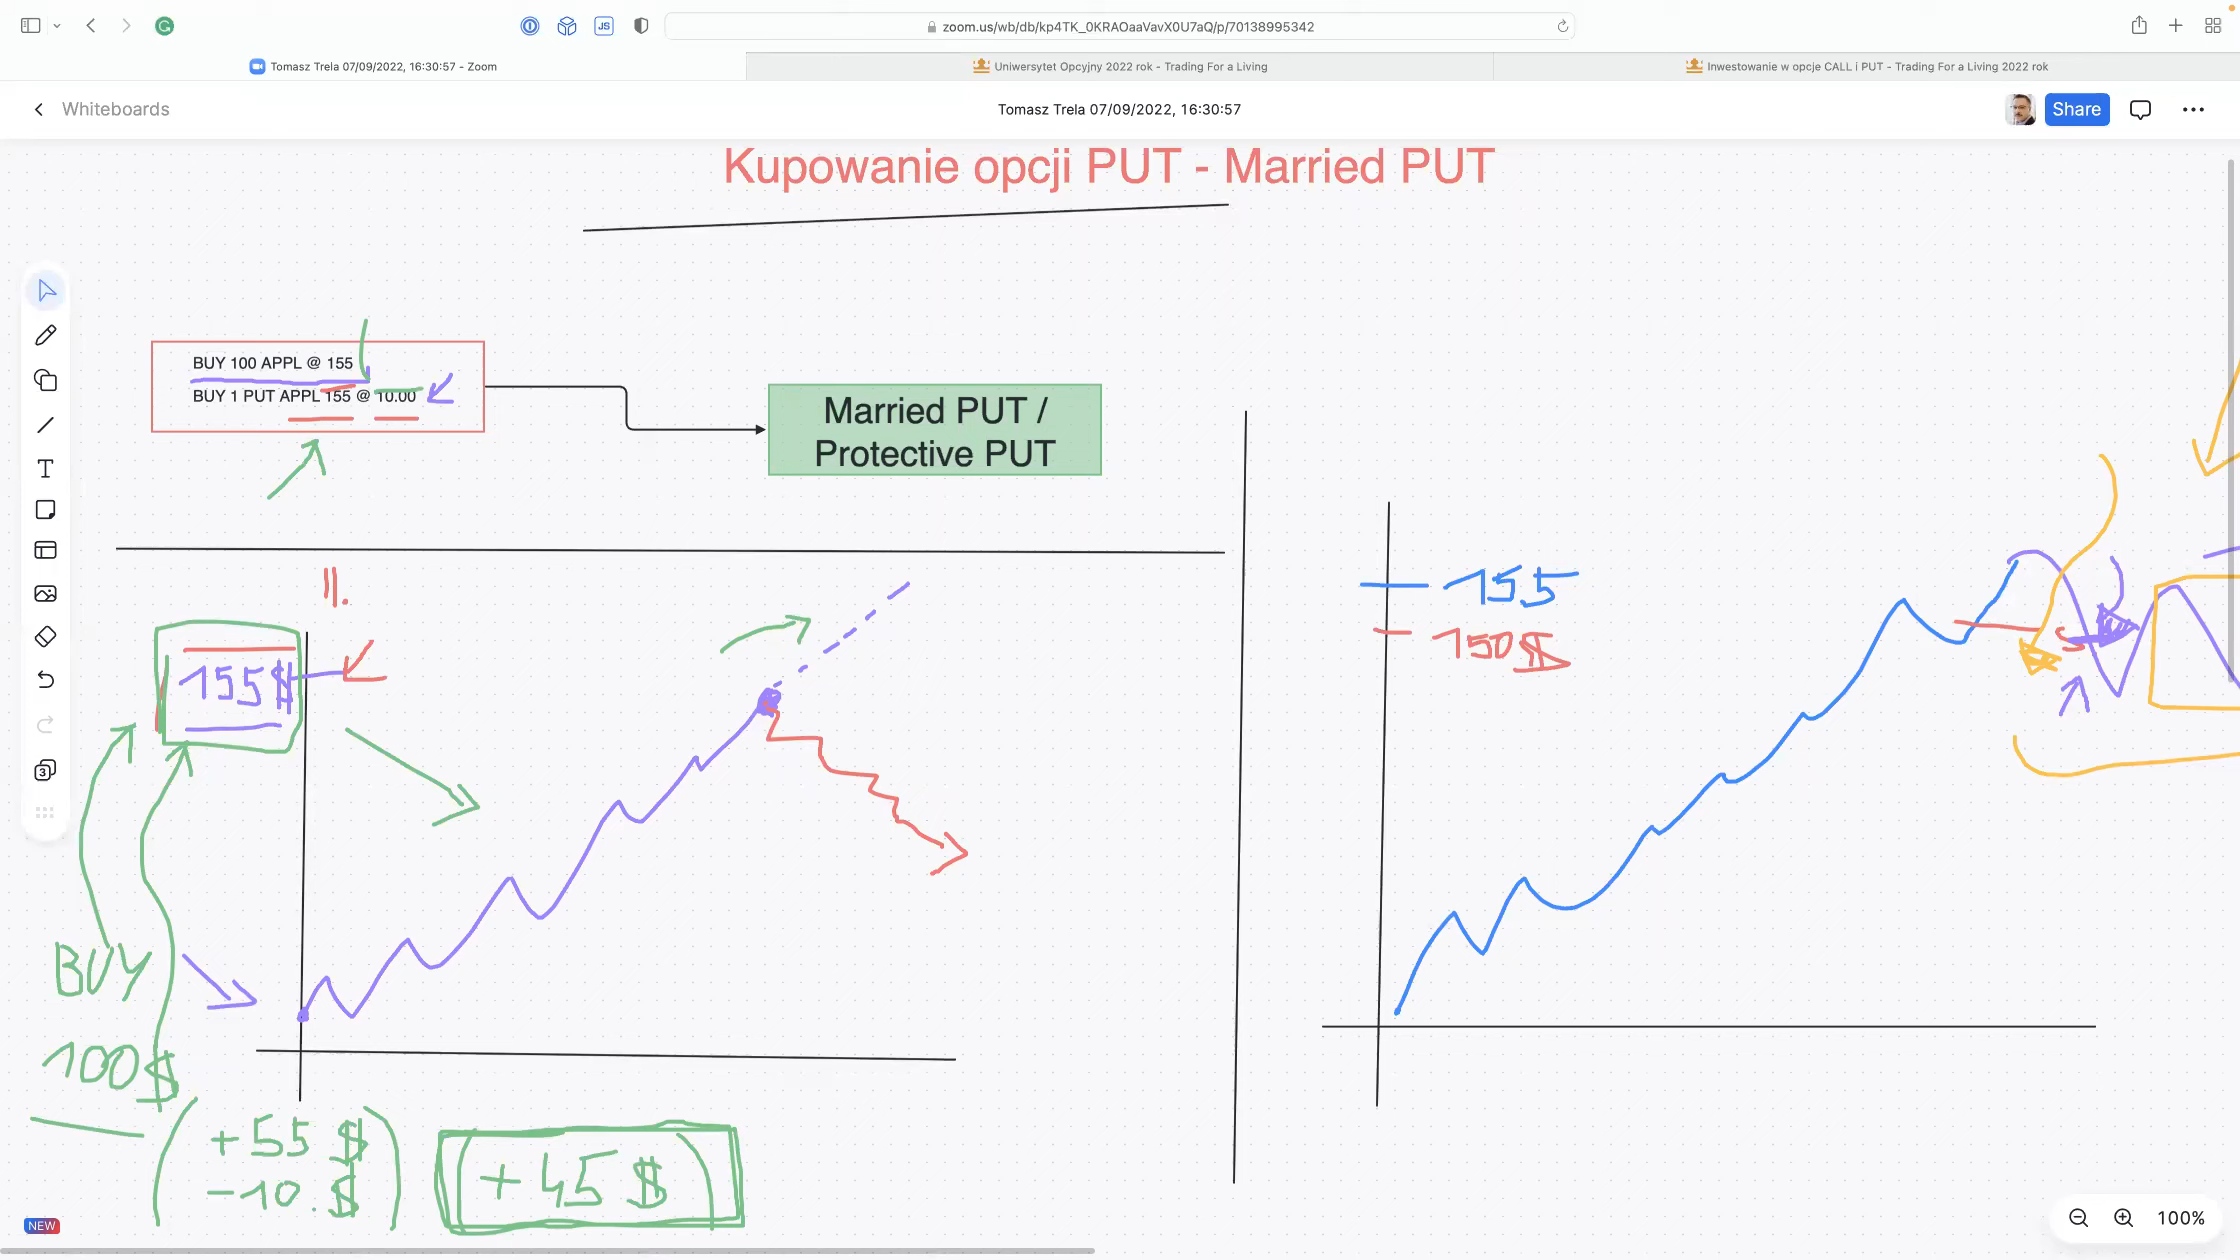 zoom.us/wb/db/kp4TK_0KRAOaaVavX0U7aQ/p/70138995342
Tomasz Trela 07/09/2022, 16:30:57 - Zoom
Uniwersytet Opcyjny 2022 rok - Trading For a Living
Inwestowanie w opcje CALL i PUT - Trading For a Living 2022 rok
Whiteboards
Tomasz Trela 07/09/2022, 16:30:57
Share
Kupowanie opcji PUT - Married PUT
BUY 100 APPL @ 155
BUY 1 PUT APPL 155 @ 10.00
Married PUT /
Protective PUT
11.
155$
BUY
100$
+55 $
-10.$
+45 $
155
150$
JS
3
NEW
100%